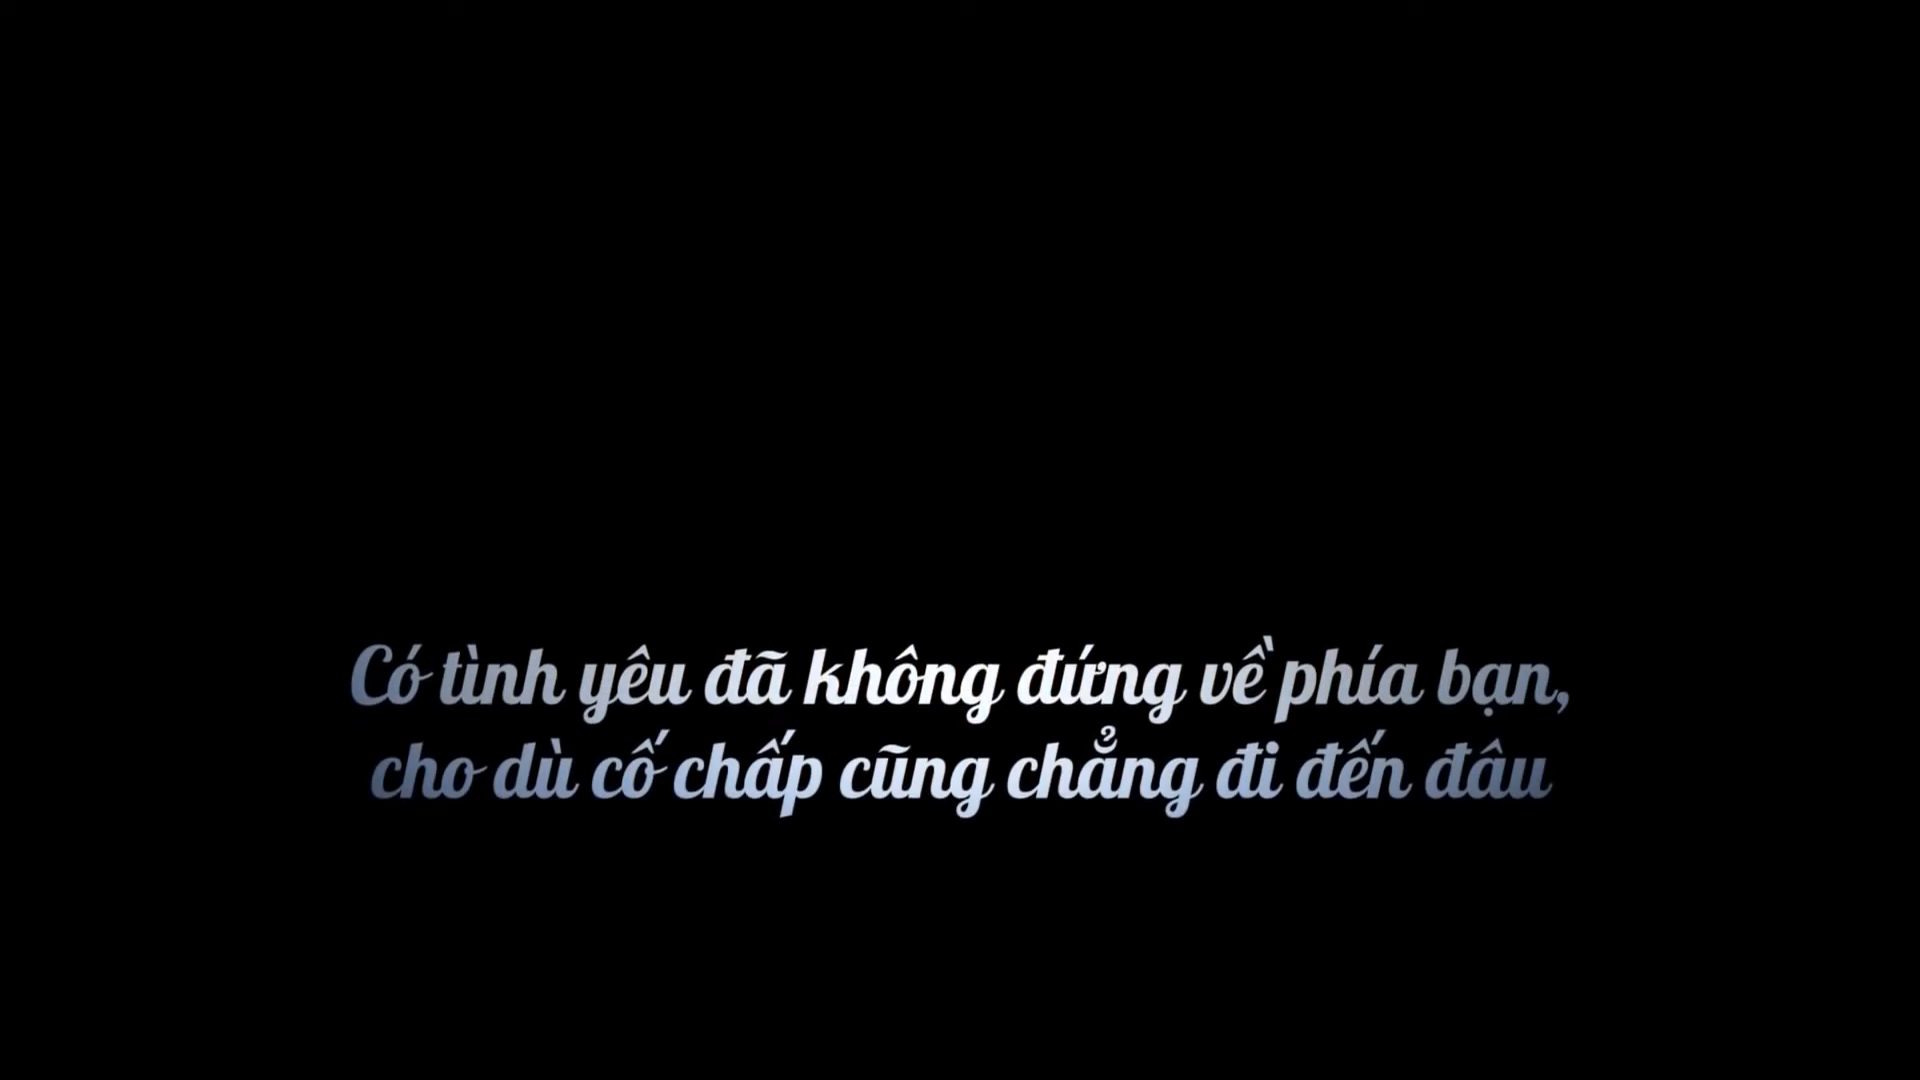 Có tình yêu đã không đứng về phía bạn,
cho dù cố chấp cũng chẳng đi đến đâu